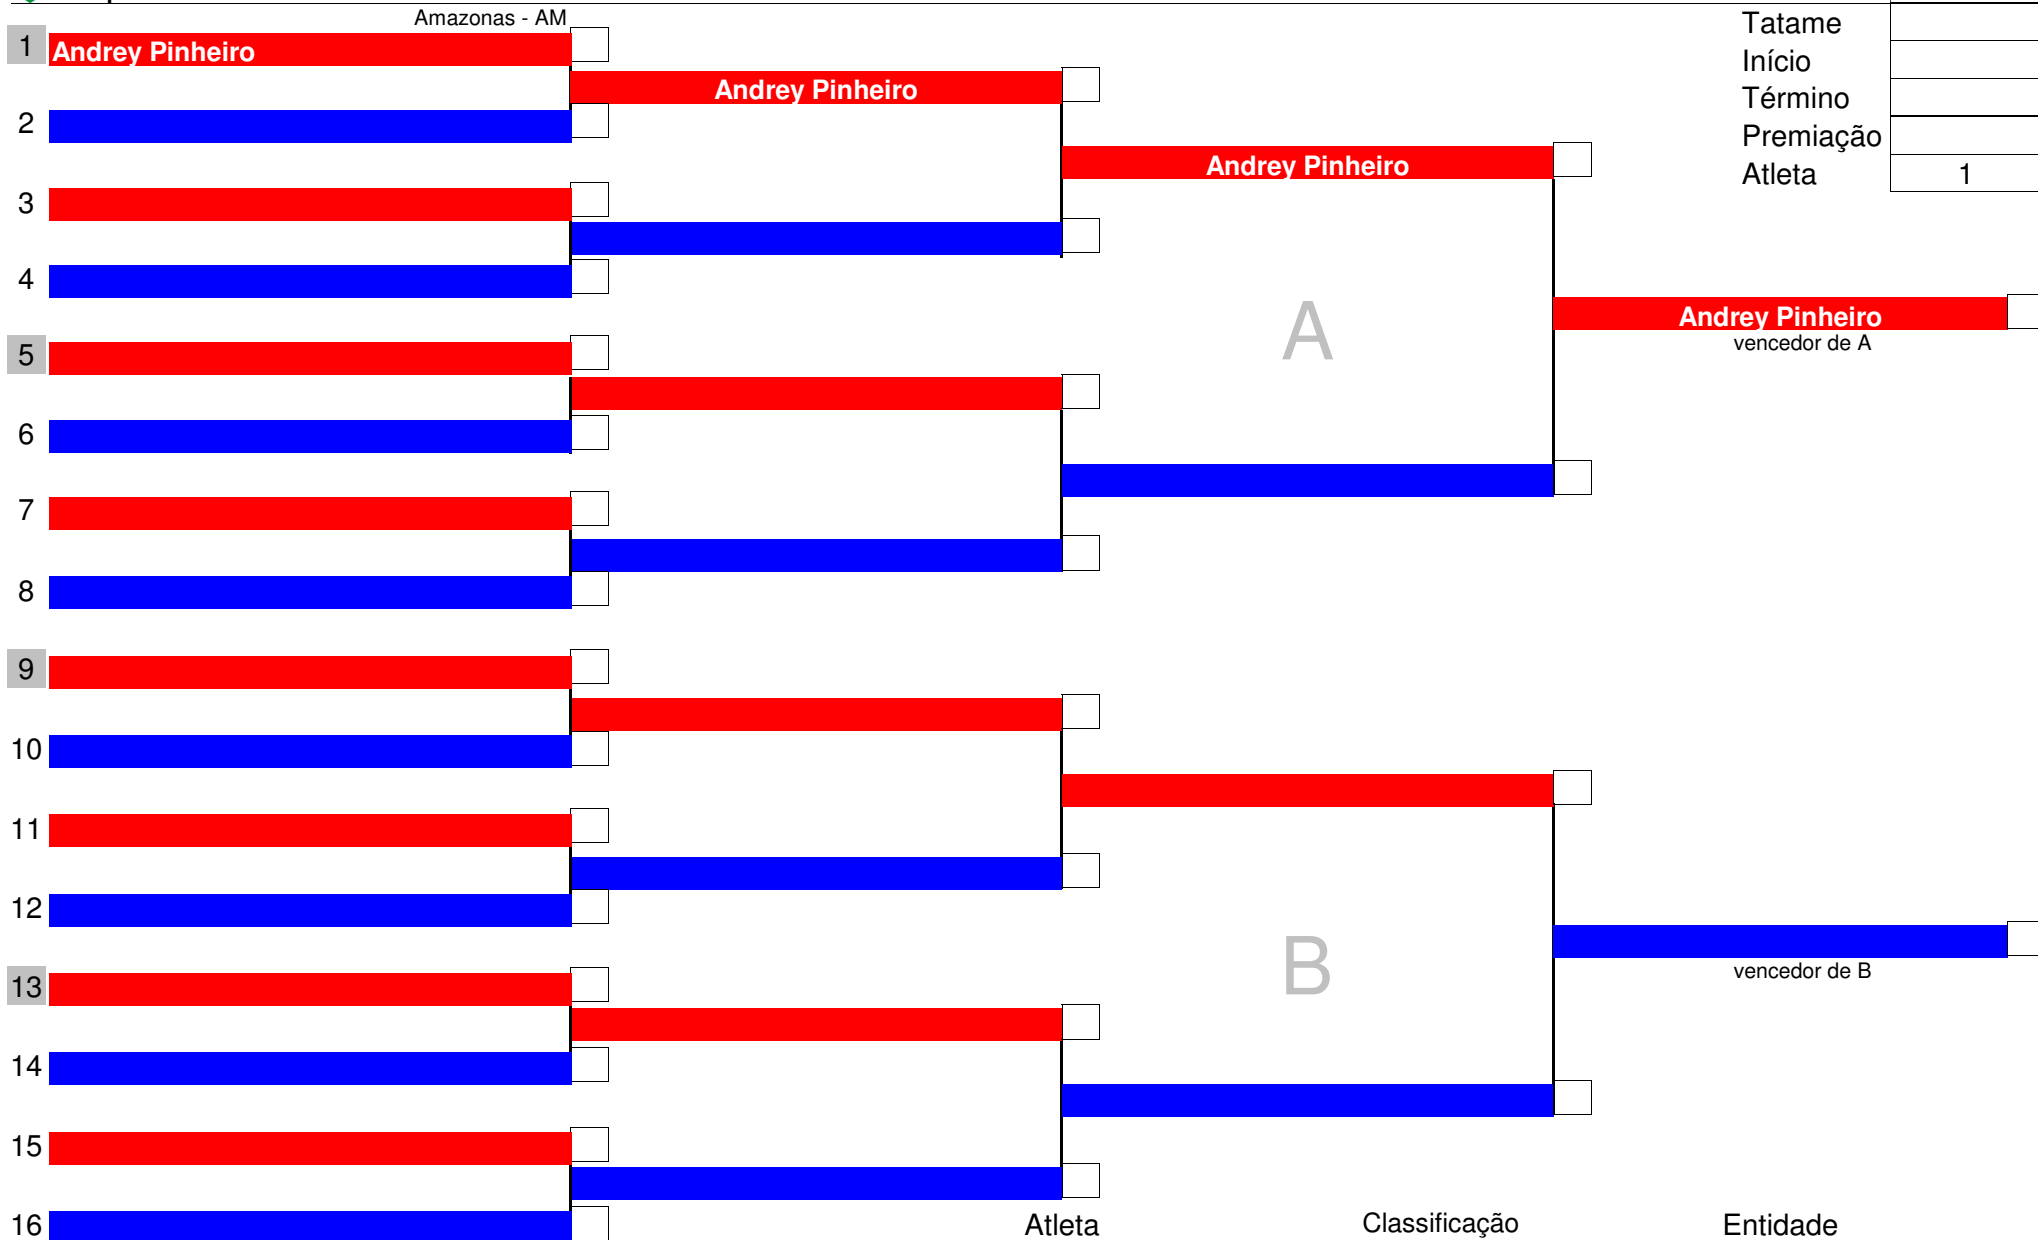 Amazonas - AM
Tatame
1 Andrey Pinheiro
Início
Andrey Pinheiro
Término
2
Premiação
Andrey Pinheiro
Atleta 1
3
4
A
Andrey Pinheiro
vencedor de A
5
6
7
8
9
10
11
12
B
vencedor de B
13
14
15
16
Atleta Classificação Entidade